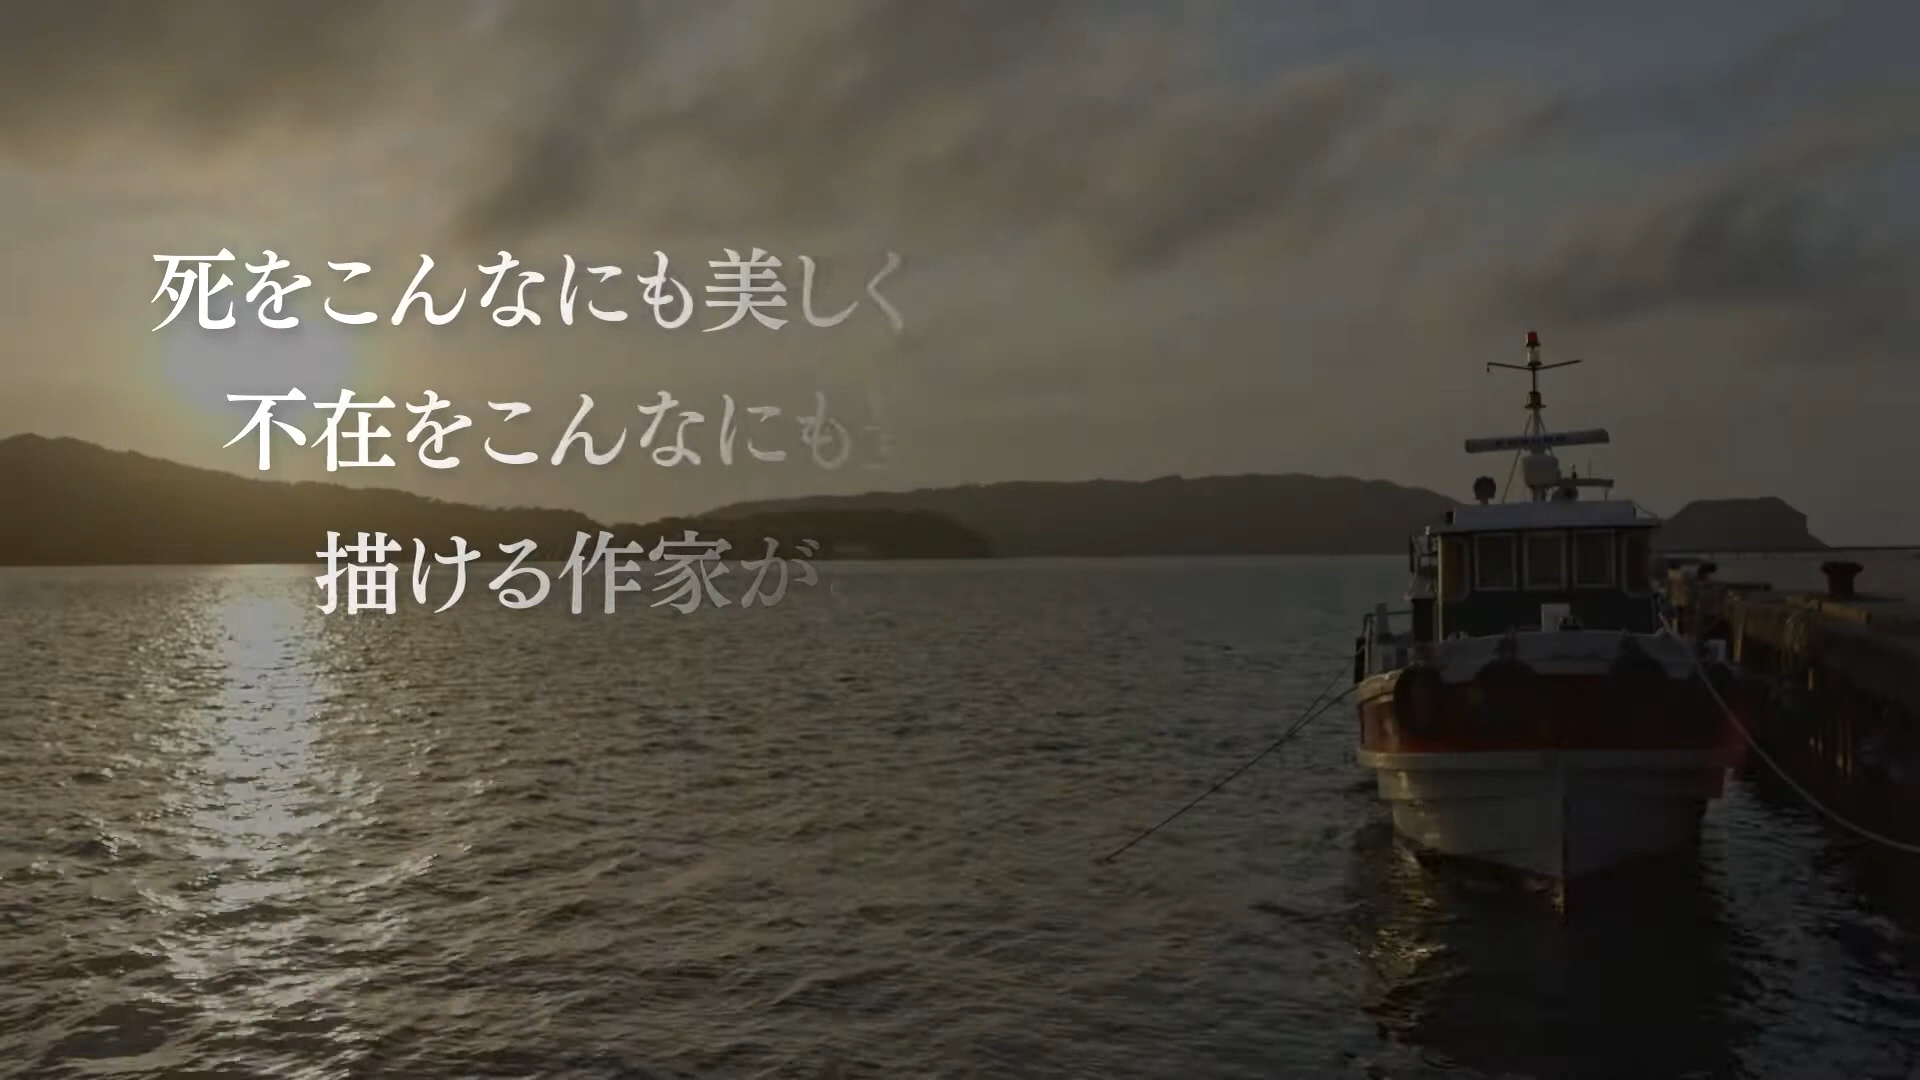 死をこんなにも美しく
不在をこんなにも
描ける作家が